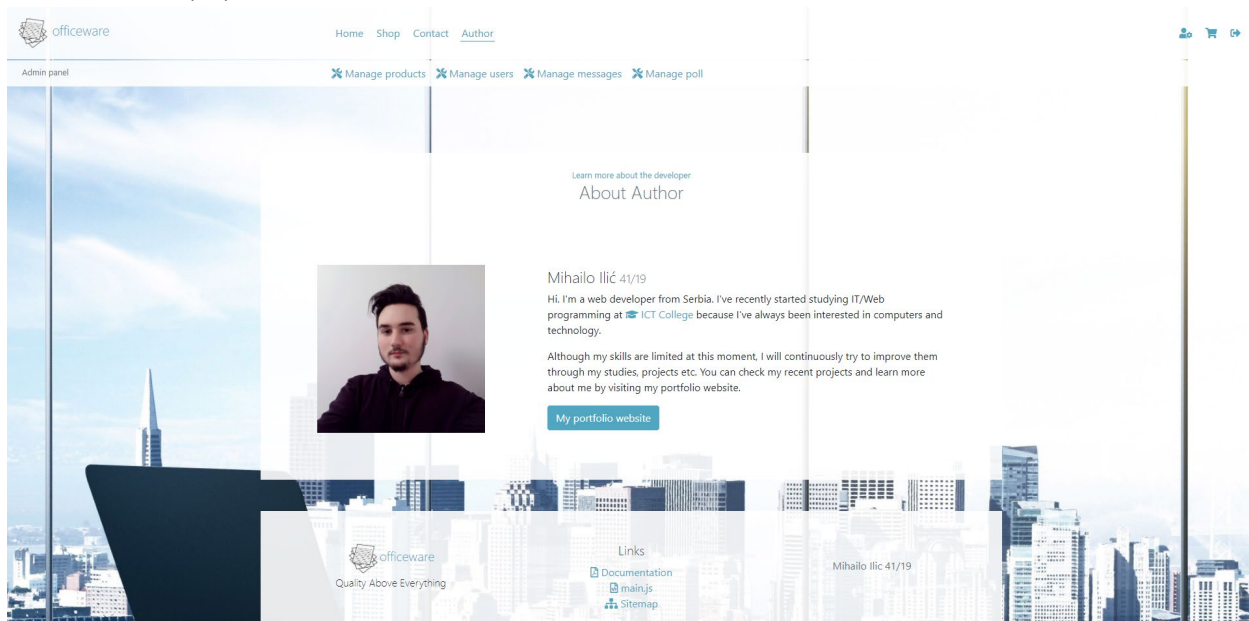 officeware
Home Shop Contact Author
Admin panel
Manage products Manage users Manage messages Manage poll
Learn more about the developer
About Author
Mihailo Ilić 41/19
Hi. I'm a web developer from Serbia. I've recently started studying IT/Web
programming at ICT College because I've always been interested in computers and
technology.
Although my skills are limited at this moment, I will continuously try to improve them
through my studies, projects etc. You can check my recent projects and learn more
about me by visiting my portfolio website.
My portfolio website
officeware
Quality Above Everything
Links
Documentation
main.js
Sitemap
Mihailo Ilic 41/19